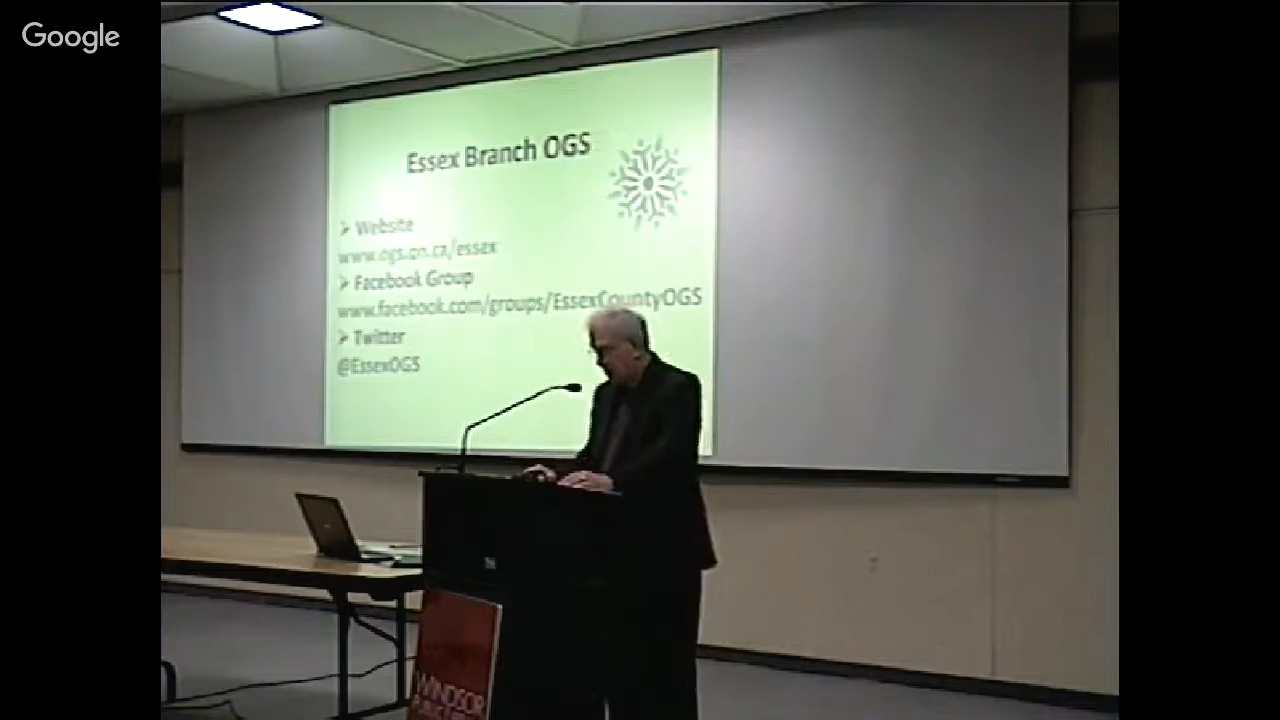 Google
Essex Branch OGS
➢ Website
www.ogs.on.ca/essex
➢ Facebook Group
www.facebook.com/groups/EssexCountyOGS
➢ Twitter
@EssexOGS
WINDSOR
PUBLIC